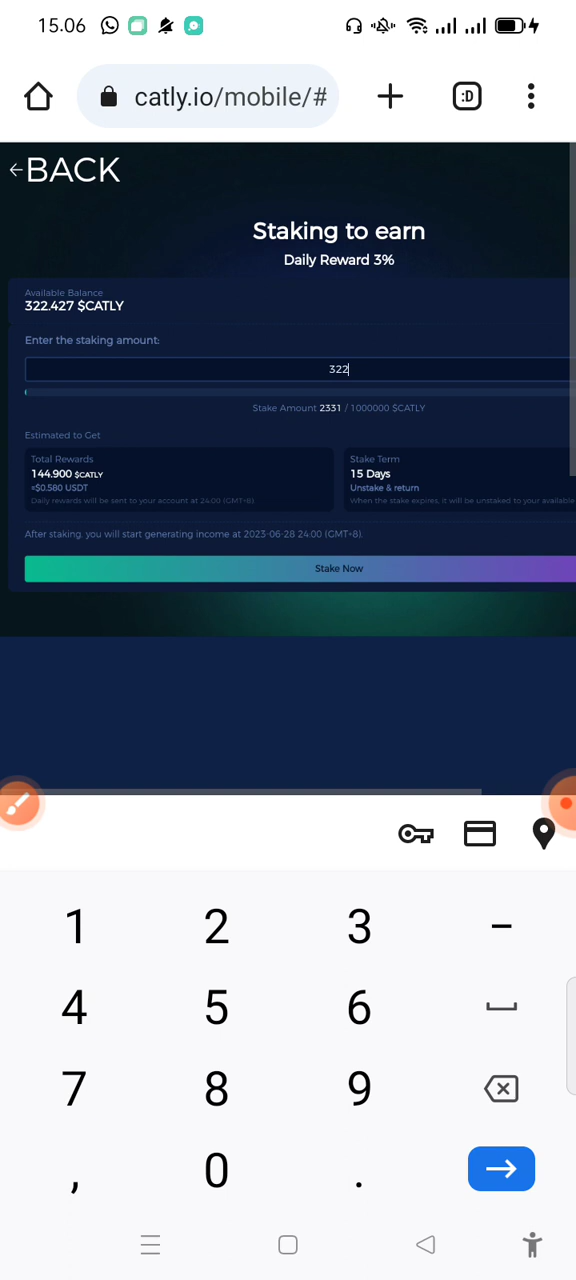 15.06
catly.io/mobile/#
:D
←BACK
Staking to earn
Daily Reward 3%
Available Balance
322.427 $CATLY
Enter the staking amount:
322
Stake Amount 2331 / 1000000 $CATLY
Estimated to Get
Total Rewards
144.900 $CATLY
≈$0.580 USDT
Daily rewards will be sent to your account at 24:00 (GMT+8)
Stake Term
15 Days
Unstake & return
When the stake expires, it will be unstaked to your available
After staking, you will start generating income at 2023-06-28 24:00 (GMT+8).
Stake Now
1 2 3 −
4 5 6
7 8 9
, 0 .